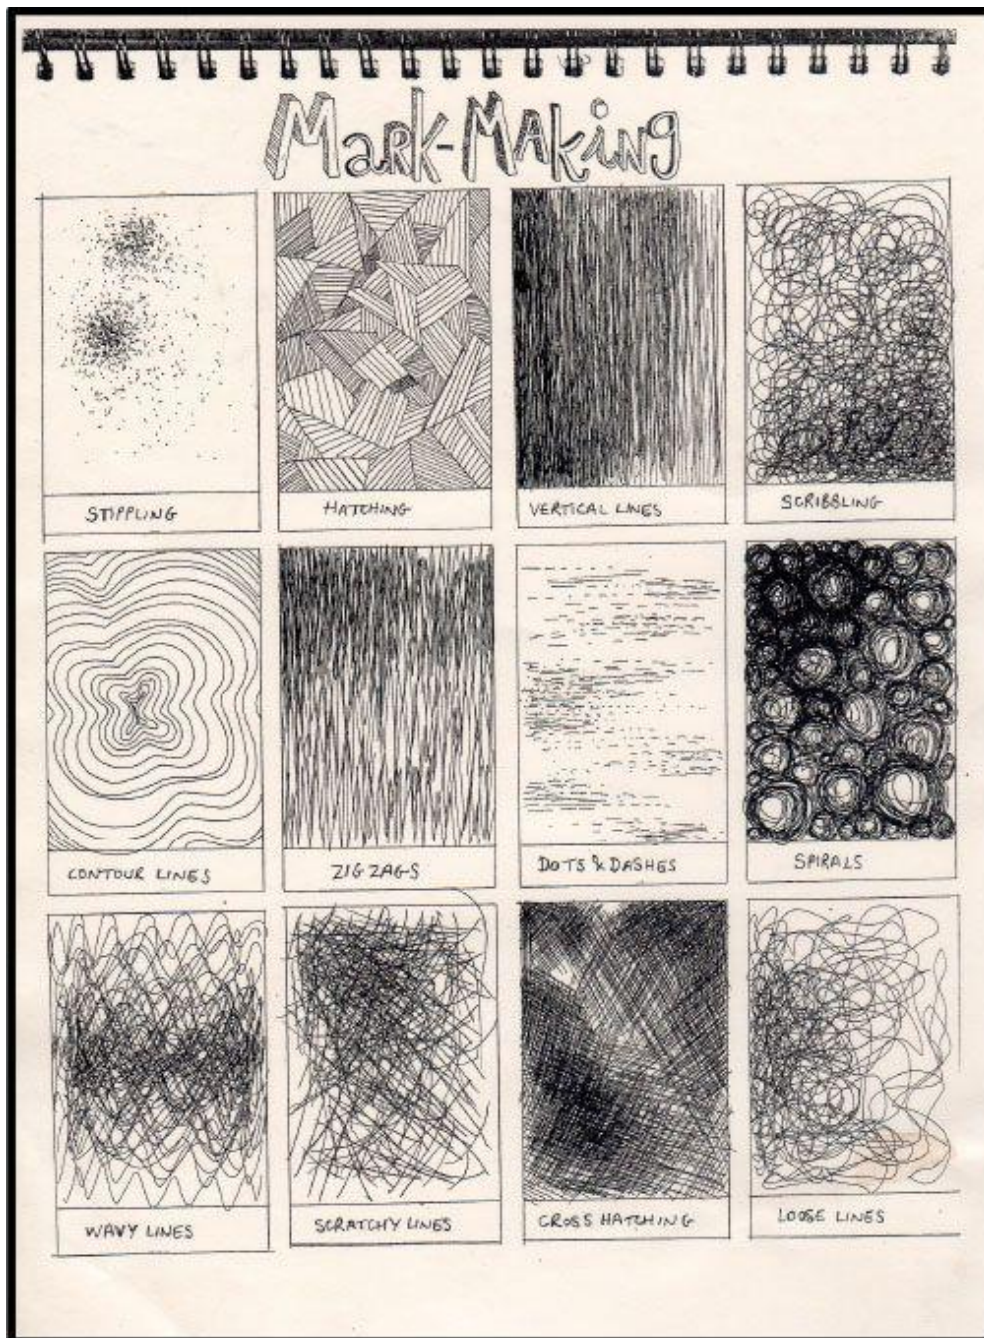 MARK-MAKING
STIPPLING
HATCHING
VERTICAL LINES
SCRIBBLING
CONTOUR LINES
ZIG ZAGS
DOTS & DASHES
SPIRALS
WAVY LINES
SCRATCHY LINES
CROSS HATCHING
LOOSE LINES